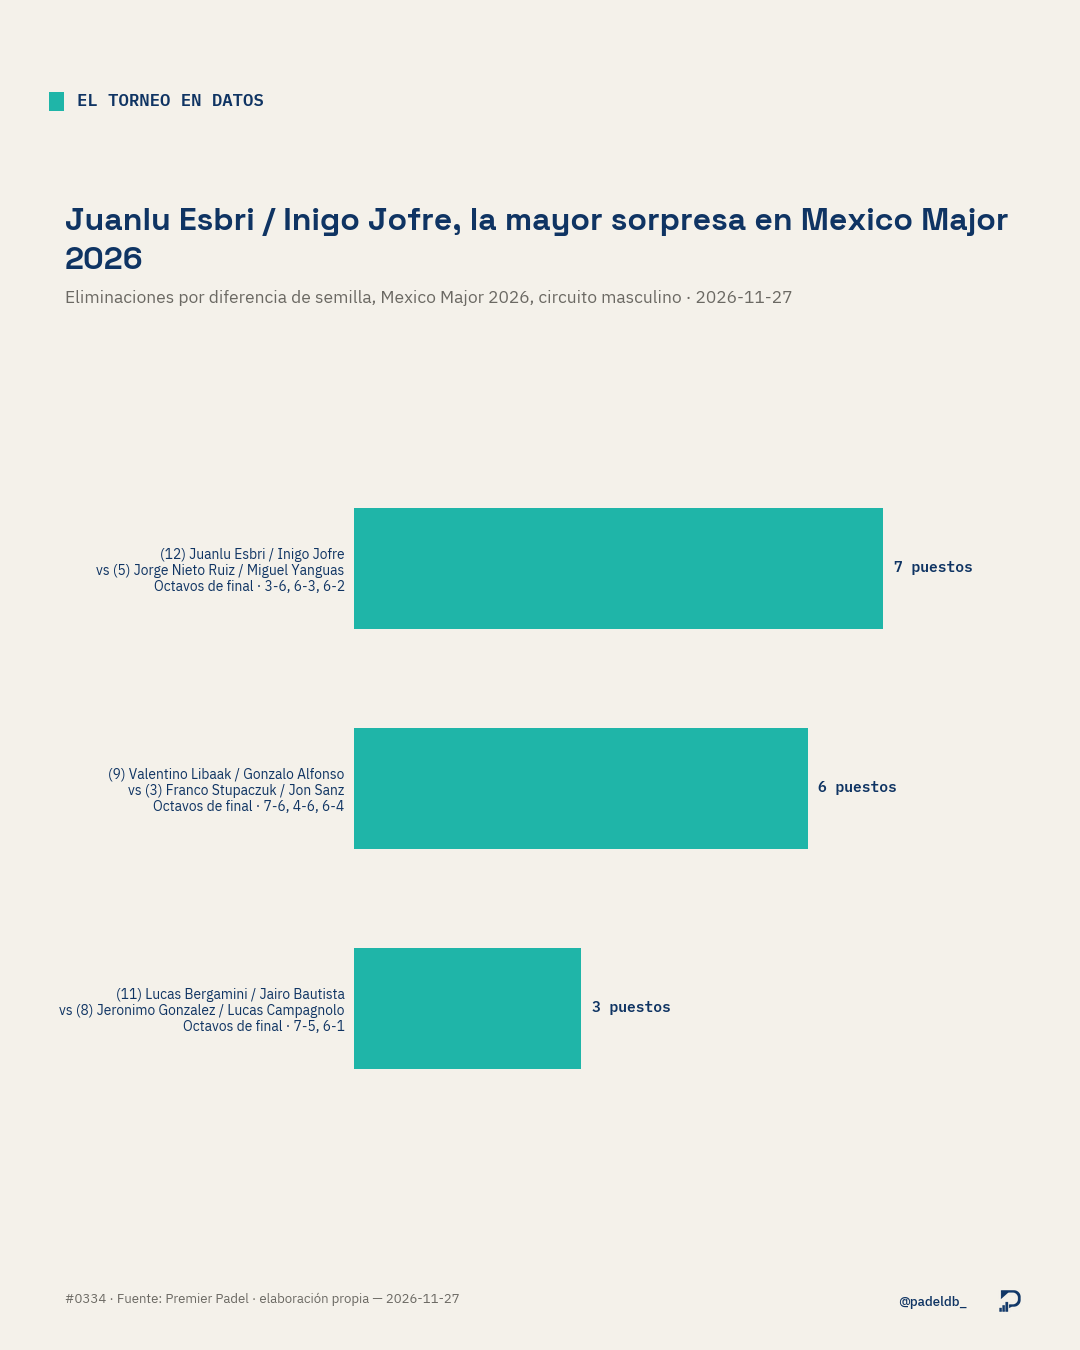 EL TORNEO EN DATOS
Juanlu Esbri / Inigo Jofre, la mayor sorpresa en Mexico Major
2026
Eliminaciones por diferencia de semilla, Mexico Major 2026, circuito masculino · 2026-11-27
(12) Juanlu Esbri / Inigo Jofre
vs (5) Jorge Nieto Ruiz / Miguel Yanguas
Octavos de final · 3-6, 6-3, 6-2
7 puestos
(9) Valentino Libaak / Gonzalo Alfonso
vs (3) Franco Stupaczuk / Jon Sanz
Octavos de final · 7-6, 4-6, 6-4
6 puestos
(11) Lucas Bergamini / Jairo Bautista
vs (8) Jeronimo Gonzalez / Lucas Campagnolo
Octavos de final · 7-5, 6-1
3 puestos
#0334 · Fuente: Premier Padel · elaboración propia — 2026-11-27
@padeldb_